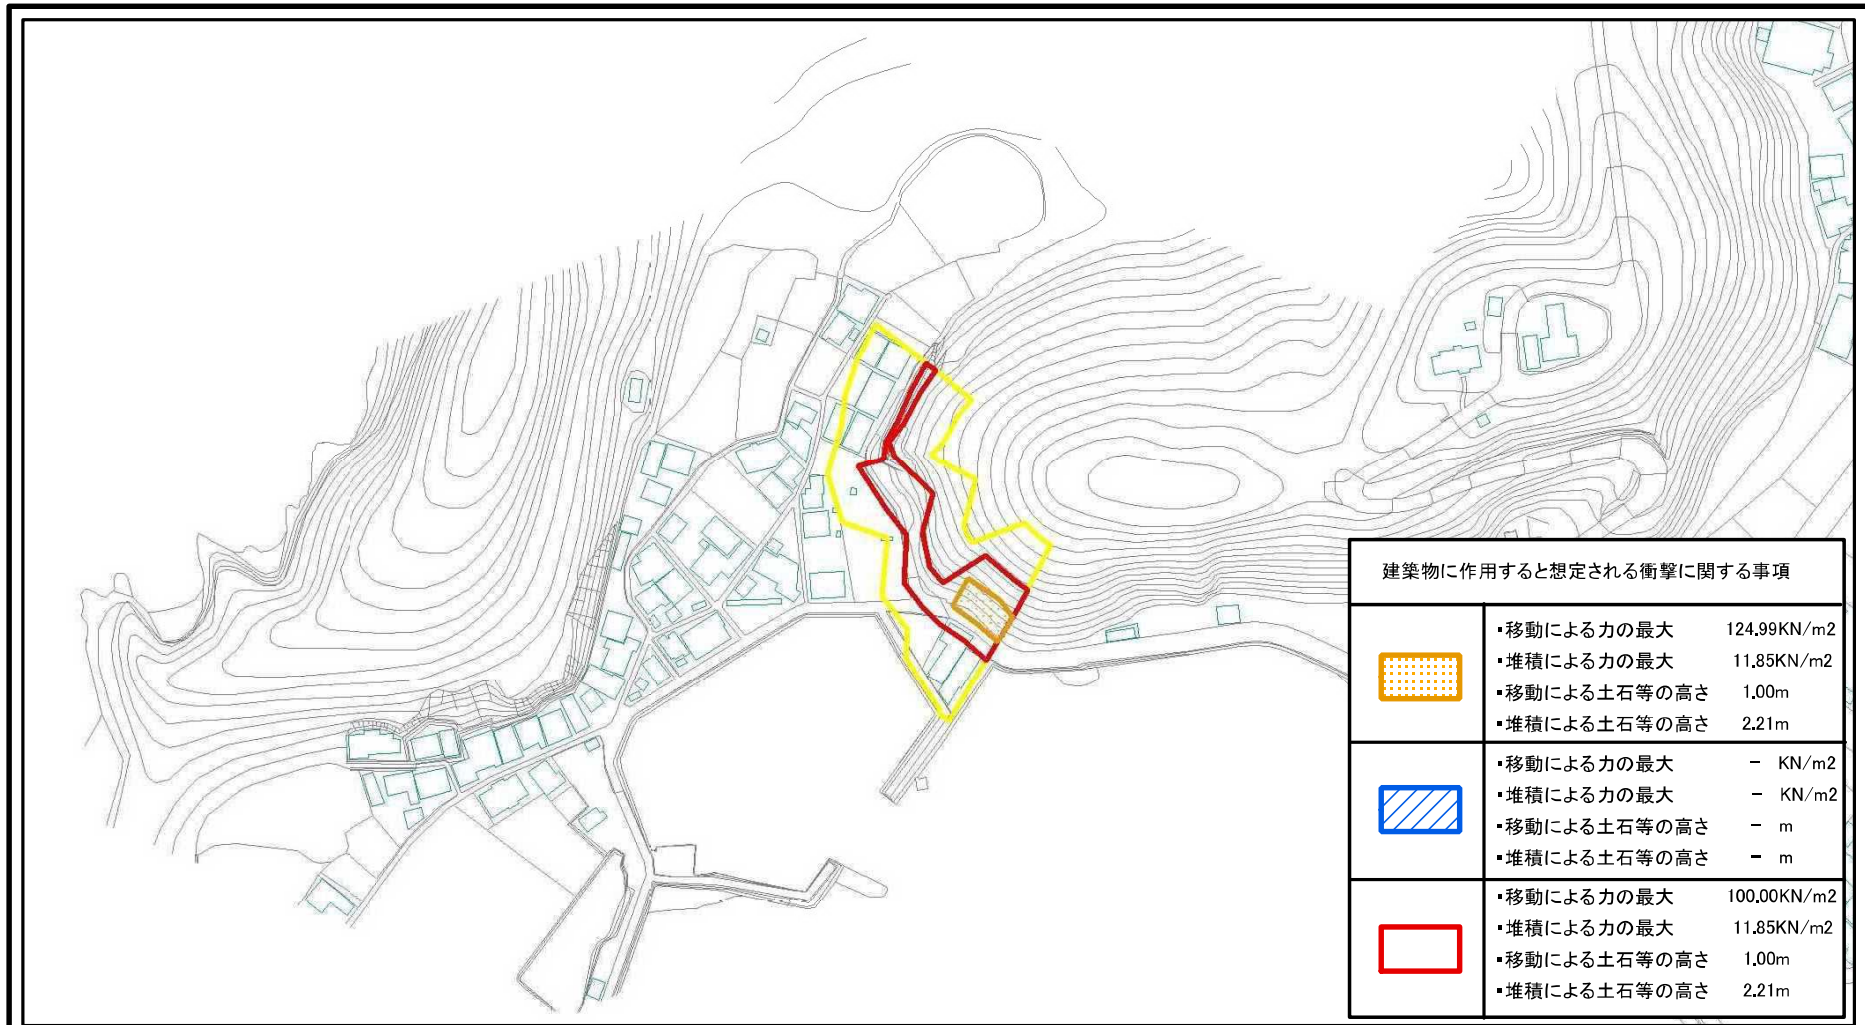 建築物に作用すると想定される衝撃に関する事項
▪移動による力の最大 124.99KN/m2
▪堆積による力の最大 11.85KN/m2
▪移動による土石等の高さ 1.00m
▪堆積による土石等の高さ 2.21m
▪移動による力の最大 − KN/m2
▪堆積による力の最大 − KN/m2
▪移動による土石等の高さ − m
▪堆積による土石等の高さ − m
▪移動による力の最大 100.00KN/m2
▪堆積による力の最大 11.85KN/m2
▪移動による土石等の高さ 1.00m
▪堆積による土石等の高さ 2.21m